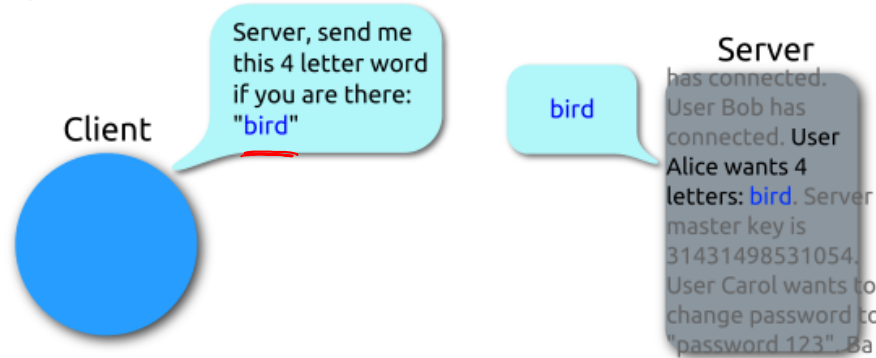 Client
Server, send me
this 4 letter word
if you are there:
"bird"
bird
Server
has connected.
User Bob has
connected. User
Alice wants 4
letters: bird. Server
master key is
31431498531054.
User Carol wants to
change password to
"password 123". Ba